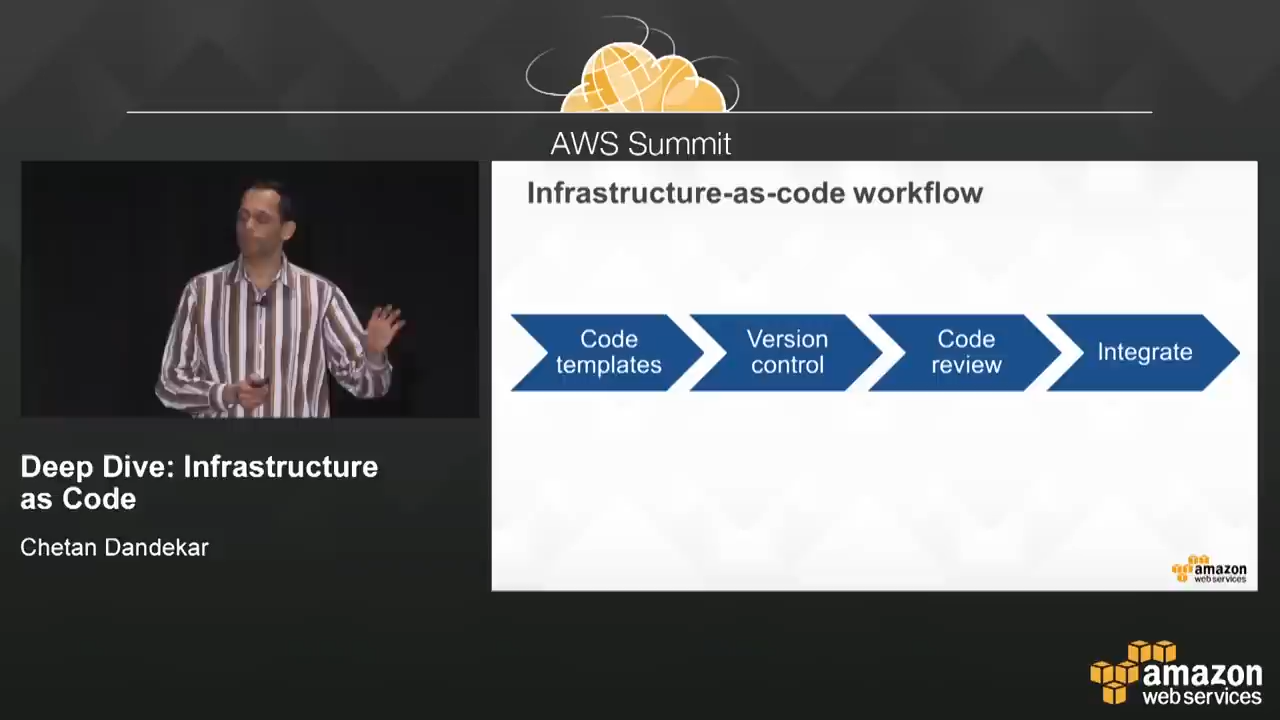 AWS Summit
Infrastructure-as-code workflow
Code
templates
Version
control
Code
review
Integrate
amazon
web services
Deep Dive: Infrastructure
as Code
Chetan Dandekar
amazon
web services